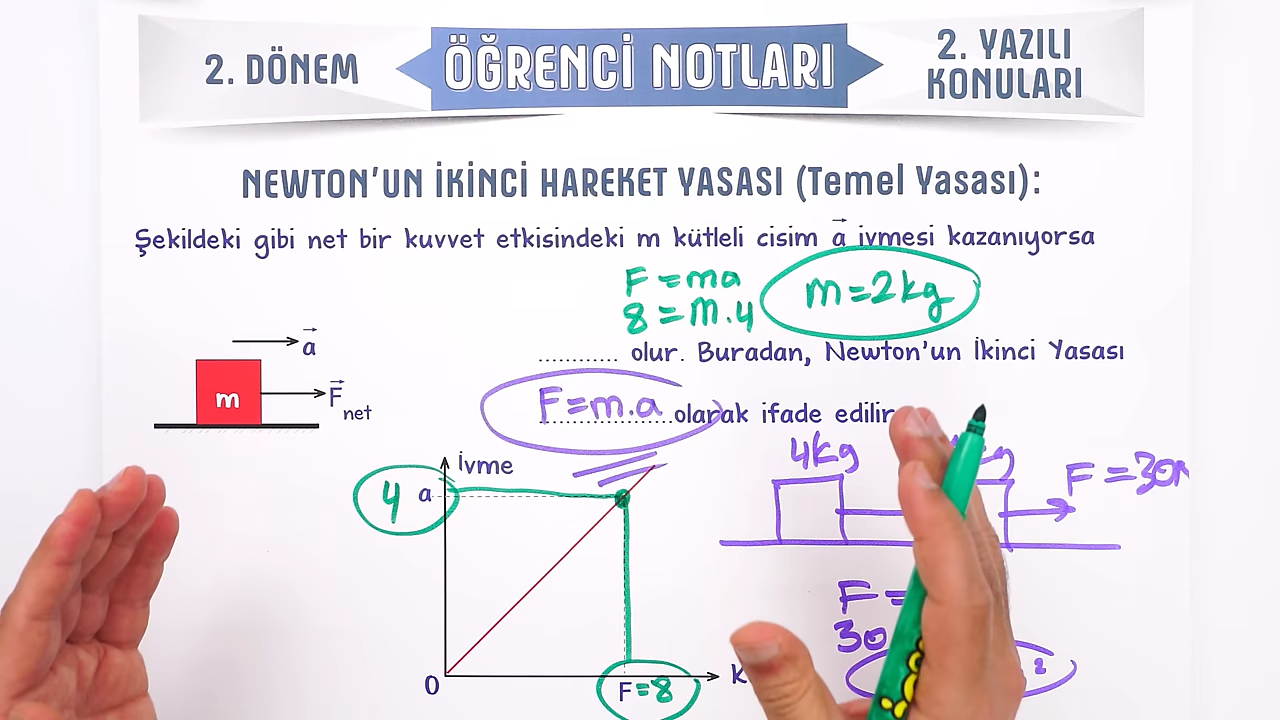 2. DÖNEM
ÖĞRENCİ NOTLARI
2. YAZILI
KONULARI
NEWTON'UN İKİNCİ HAREKET YASASI (Temel Yasası):
Şekildeki gibi net bir kuvvet etkisindeki m kütleli cisim a ivmesi kazanıyorsa
F = ma
8 = m.4
m = 2kg
............ olur. Buradan, Newton'un İkinci Yasası
a
m
F net
F = m.a olarak ifade edilir
4kg
F = 30
İvme
4 a
F =
30
2
0
F = 8